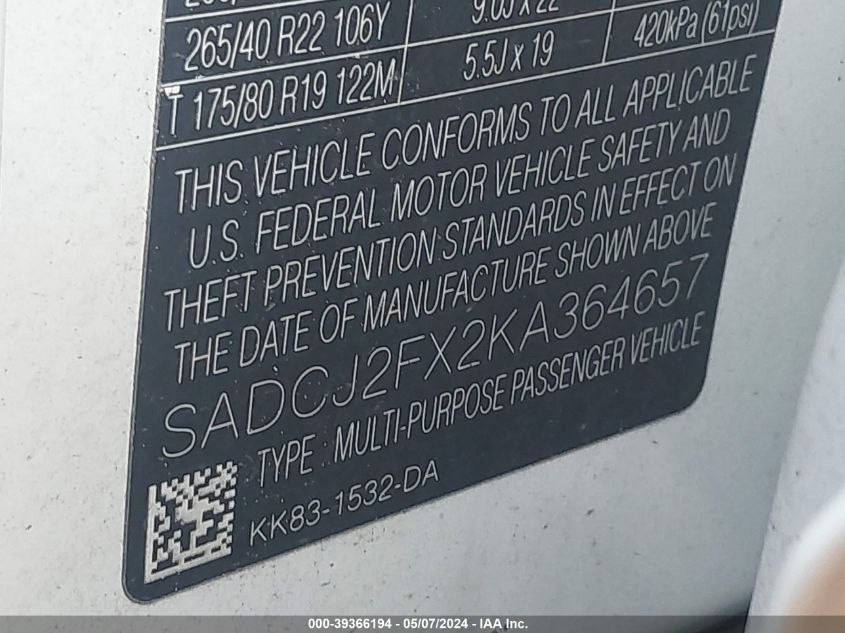 265/40 R22 106Y 9.0J x 22
T 175/80 R19 122M 5.5J x 19 420kPa (61psi)
THIS VEHICLE CONFORMS TO ALL APPLICABLE
U.S. FEDERAL MOTOR VEHICLE SAFETY AND
THEFT PREVENTION STANDARDS IN EFFECT ON
THE DATE OF MANUFACTURE SHOWN ABOVE
SADCJ2FX2KA364657
TYPE : MULTI-PURPOSE PASSENGER VEHICLE
KK83-1532-DA
000-39366194 - 05/07/2024 - IAA Inc.